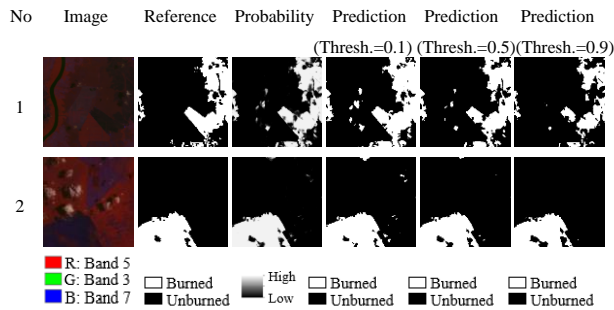 No Image Reference Probability Prediction Prediction Prediction
(Thresh.=0.1) (Thresh.=0.5) (Thresh.=0.9)
1
2
R: Band 5
G: Band 3
B: Band 7
Burned High Burned Burned Burned
Unburned Low Unburned Unburned Unburned